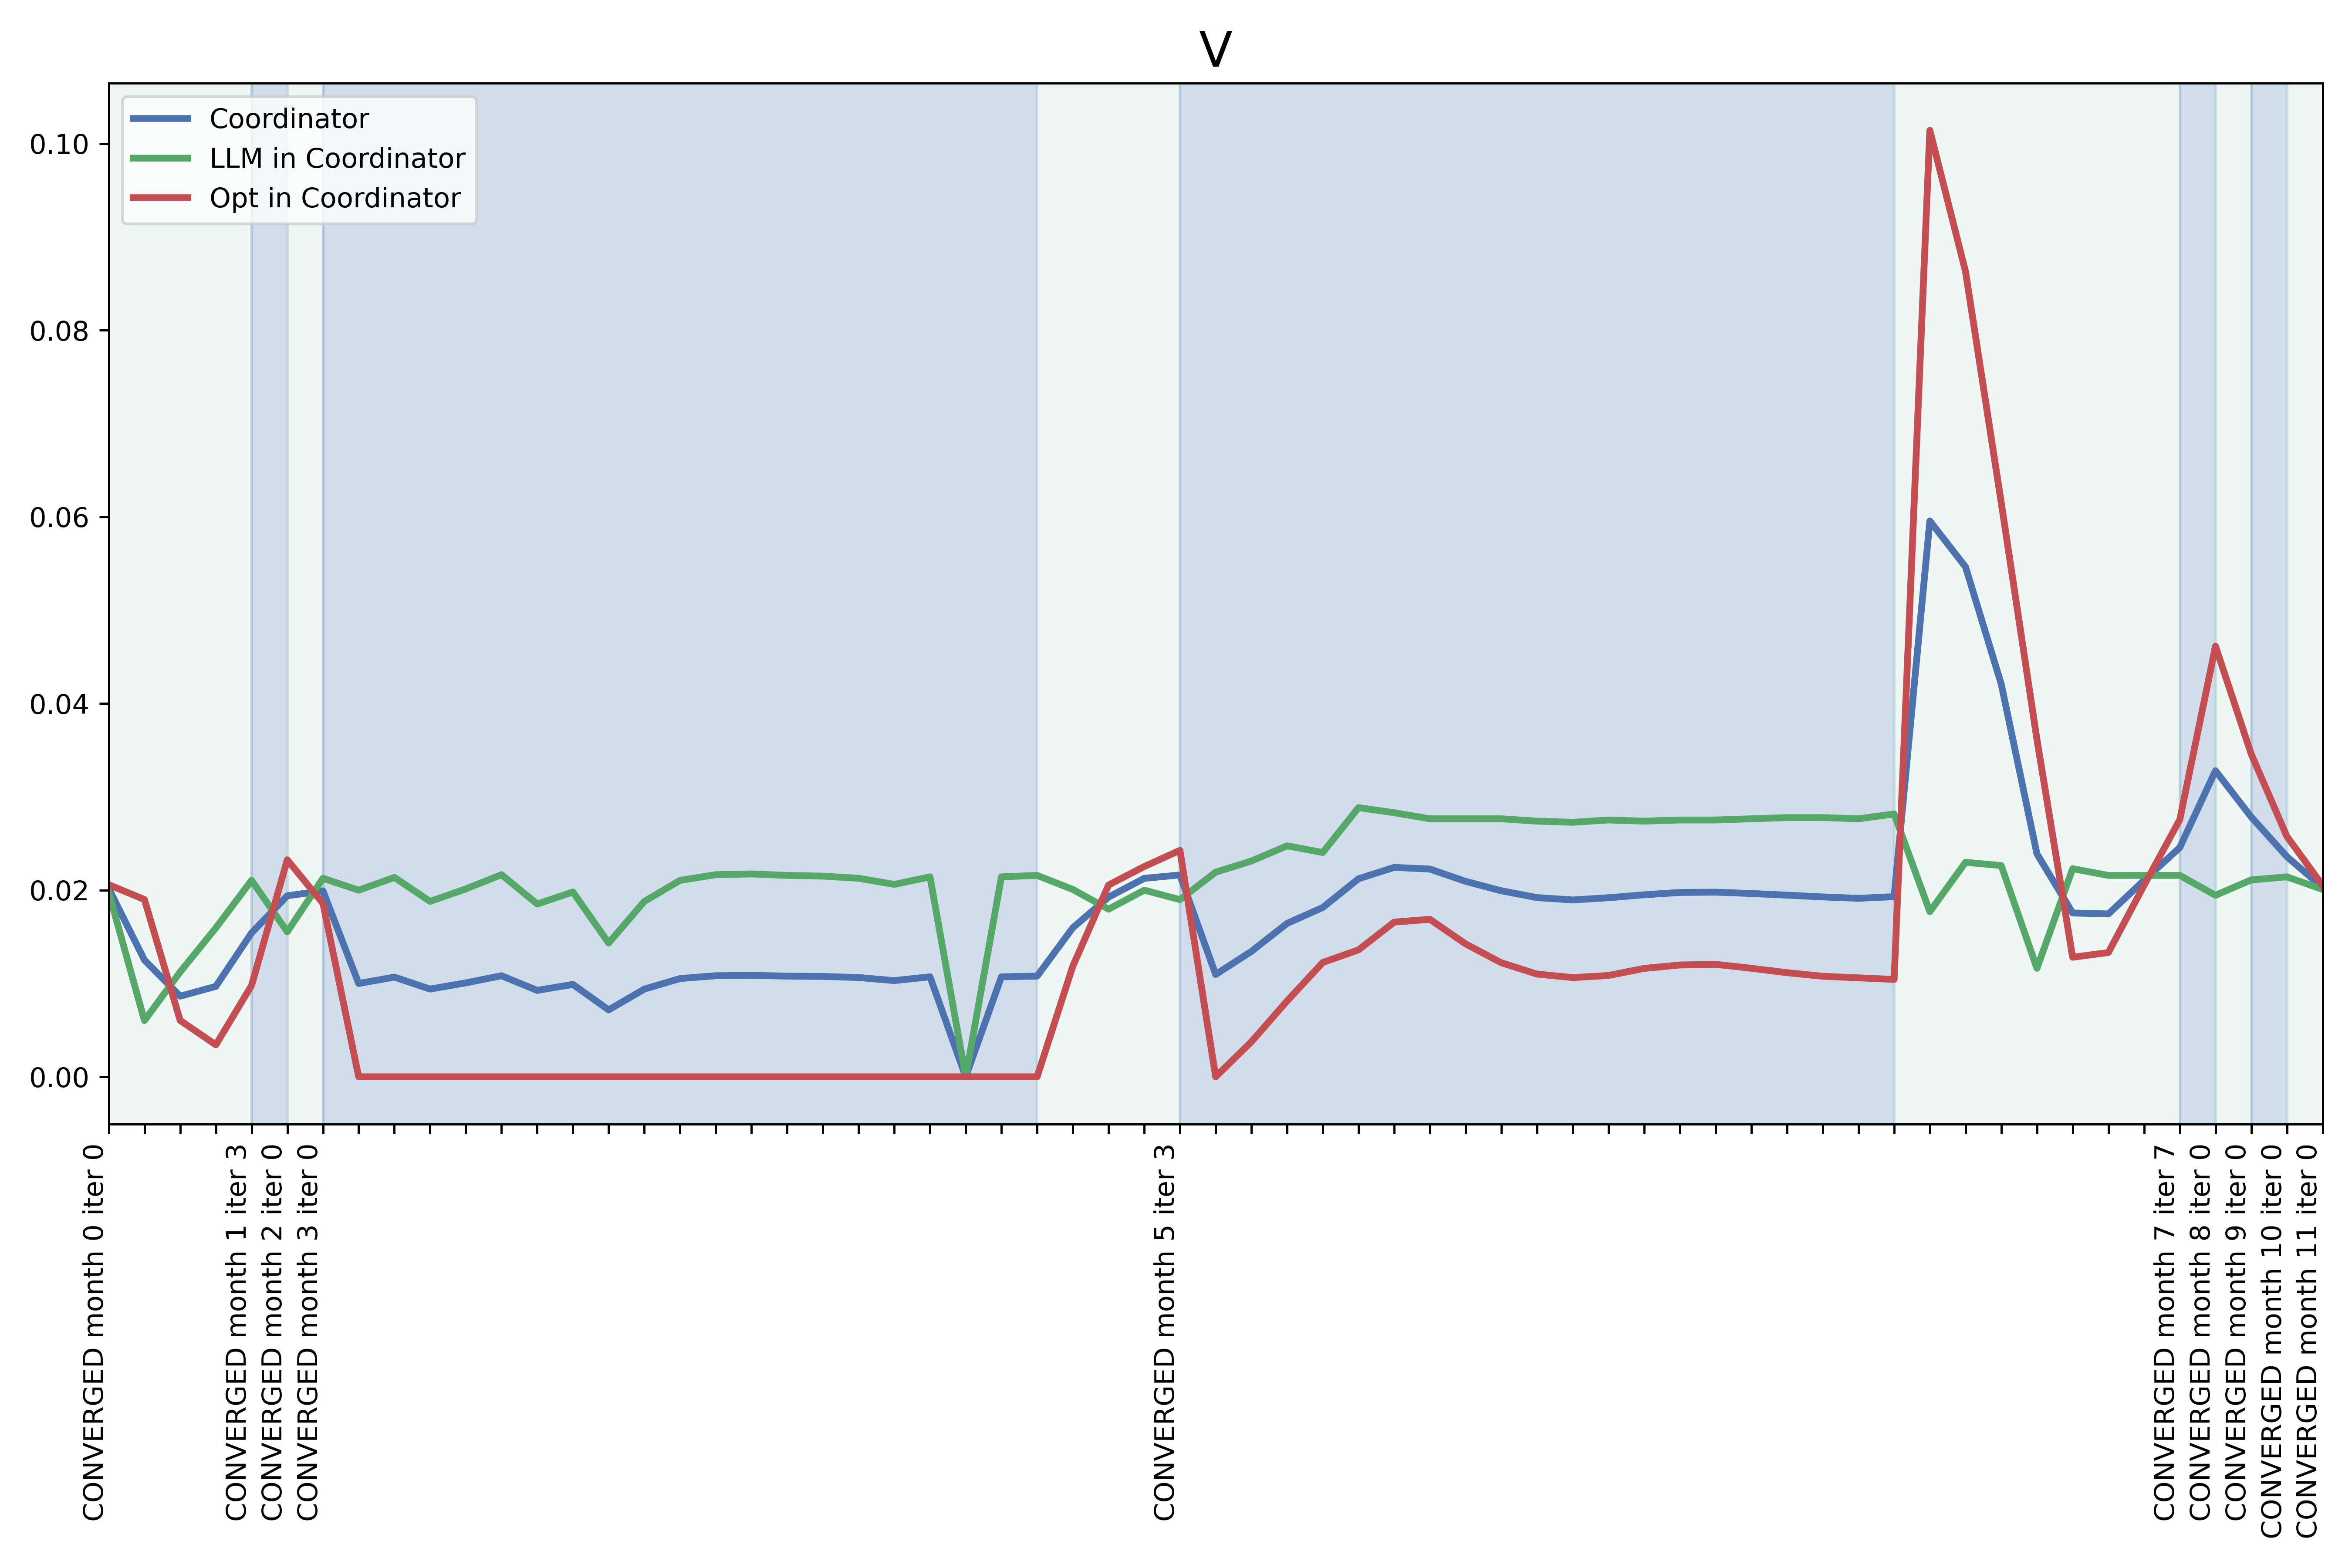 V
Coordinator
LLM in Coordinator
Opt in Coordinator
0.10
0.08
0.06
0.04
0.02
0.00
CONVERGED month 0 iter 0
CONVERGED month 1 iter 3
CONVERGED month 2 iter 0
CONVERGED month 3 iter 0
CONVERGED month 5 iter 3
CONVERGED month 7 iter 7
CONVERGED month 8 iter 0
CONVERGED month 9 iter 0
CONVERGED month 10 iter 0
CONVERGED month 11 iter 0